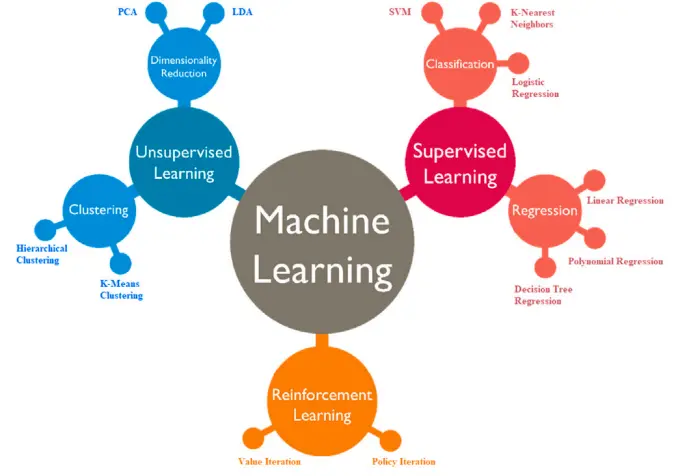 PCA
LDA
Dimensionality
Reduction
Unsupervised
Learning
Clustering
Hierarchical
Clustering
K-Means
Clustering
Machine
Learning
SVM
K-Nearest
Neighbors
Classification
Logistic
Regression
Supervised
Learning
Regression
Linear Regression
Polynomial Regression
Decision Tree
Regression
Reinforcement
Learning
Value Iteration
Policy Iteration